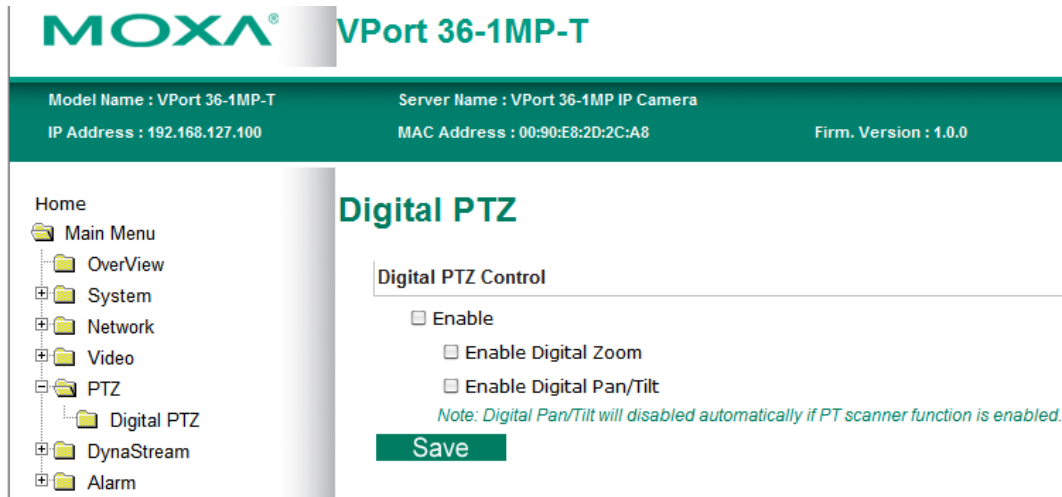 MOXA®
VPort 36-1MP-T
Model Name : VPort 36-1MP-T
Server Name : VPort 36-1MP IP Camera
IP Address : 192.168.127.100
MAC Address : 00:90:E8:2D:2C:A8
Firm. Version : 1.0.0
Home
Main Menu
OverView
System
Network
Video
PTZ
Digital PTZ
DynaStream
Alarm
Digital PTZ
Digital PTZ Control
Enable
Enable Digital Zoom
Enable Digital Pan/Tilt
Note: Digital Pan/Tilt will disabled automatically if PT scanner function is enabled.
Save